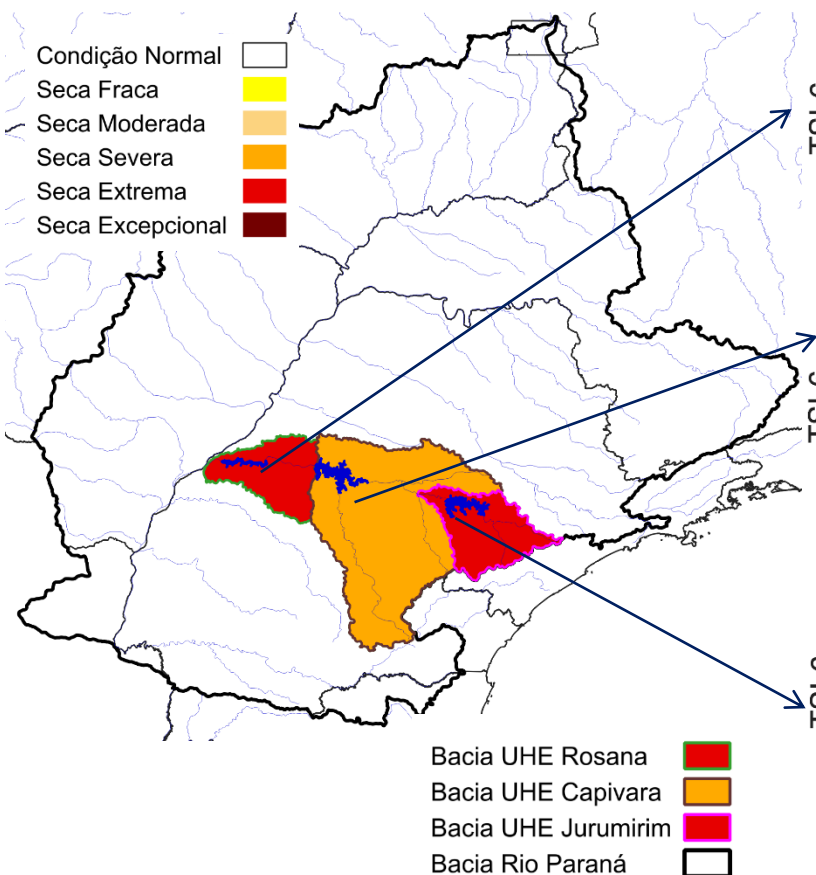 Condição Normal
Seca Fraca
Seca Moderada
Seca Severa
Seca Extrema
Seca Excepcional
Bacia UHE Rosana
Bacia UHE Capivara
Bacia UHE Jurumirim
Bacia Rio Paraná